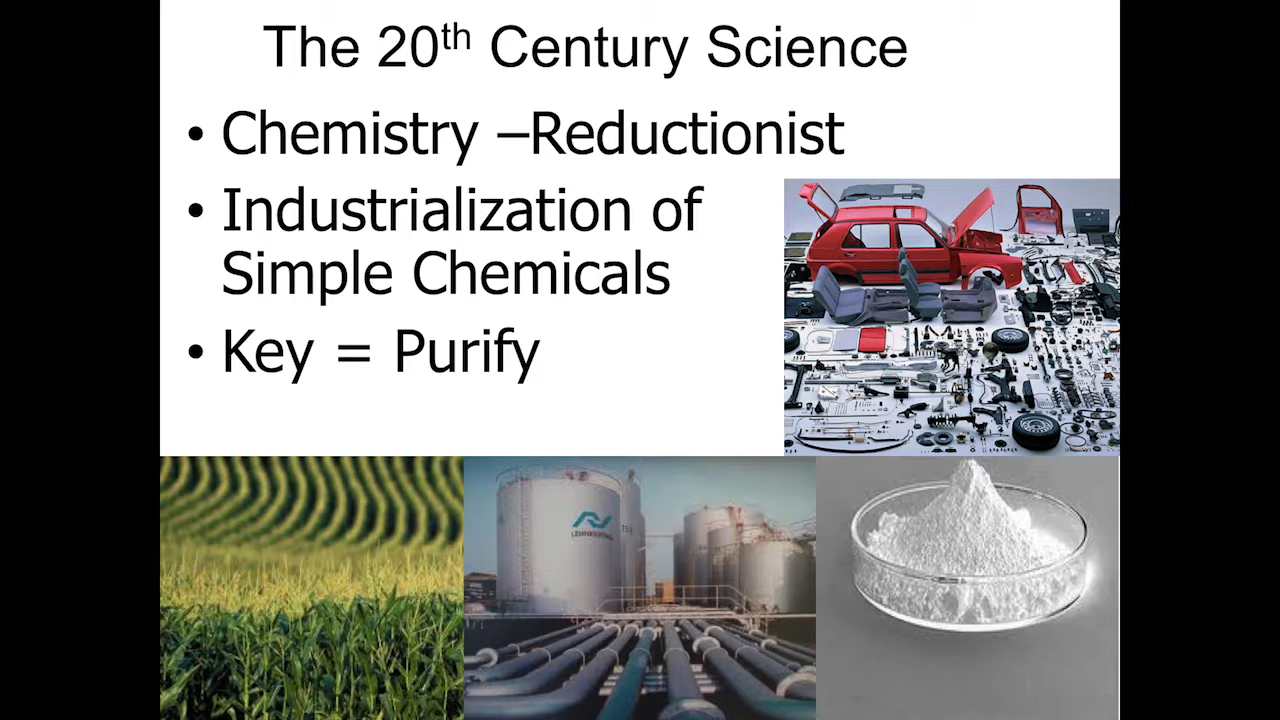 The 20th Century Science
• Chemistry –Reductionist
• Industrialization of
Simple Chemicals
• Key = Purify